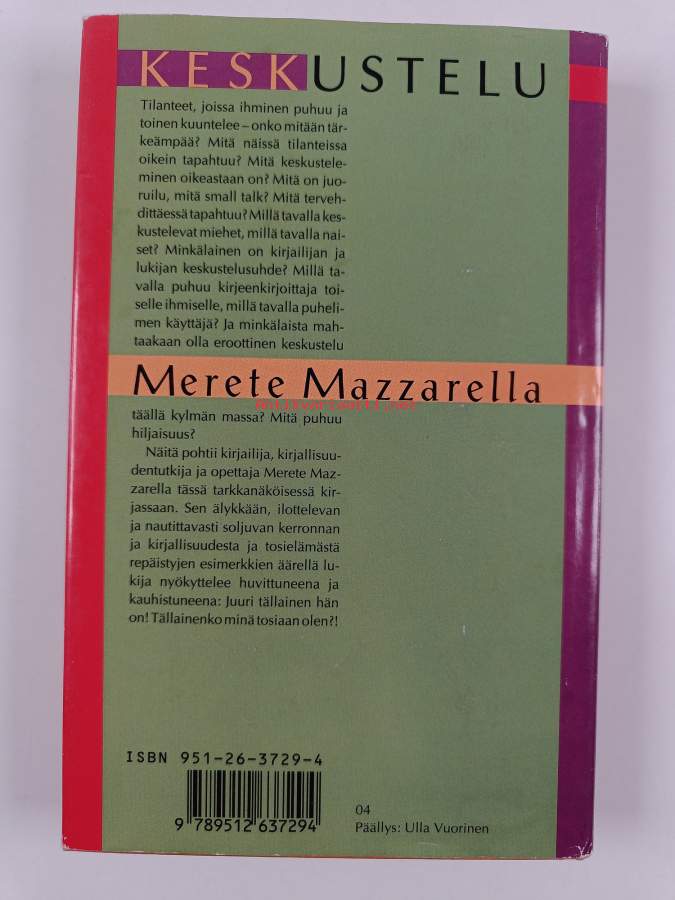 KESKUSTELU
Tilanteet, joissa ihminen puhuu ja
toinen kuuntelee – onko mitään tär-
keämpää? Mitä näissä tilanteissa
oikein tapahtuu? Mitä keskustele-
minen oikeastaan on? Mitä on juo-
ruilu, mitä small talk? Mitä terveh-
dittäessä tapahtuu? Millä tavalla kes-
kustelevat miehet, millä tavalla nai-
set? Minkälainen on kirjailijan ja
lukijan keskustelusuhde? Millä ta-
valla puhuu kirjeenkirjoittaja toi-
selle ihmiselle, millä tavalla puheli-
men käyttäjä? Ja minkälaista mah-
taakaan olla eroottinen keskustelu
Merete Mazzarella
täällä kylmän massa? Mitä puhuu
hiljaisuus?
Näitä pohtii kirjailija, kirjallisuu-
dentutkija ja opettaja Merete Maz-
zarella tässä tarkkanäköisessä kir-
jassaan. Sen älykkään, ilottelevan
ja nautittavasti soljuvan kerronnan
ja kirjallisuudesta ja tosielämästä
repäistyjen esimerkkien äärellä lu-
kija nyökyttelee huvittuneena ja
kauhistuneena: Juuri tällainen hän
on! Tällainenko minä tosiaan olen?!
ISBN 951-26-3729-4
9 789512 637294
04
Päällys: Ulla Vuorinen